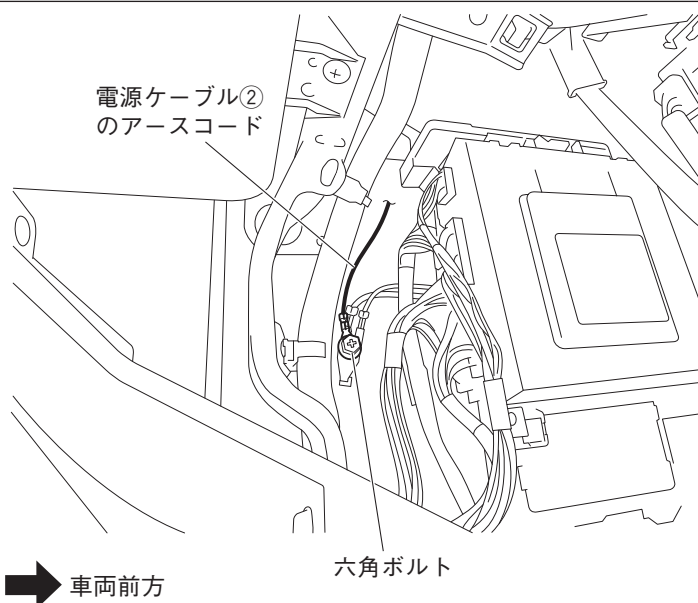 電源ケーブル②
のアースコード
六角ボルト
車両前方